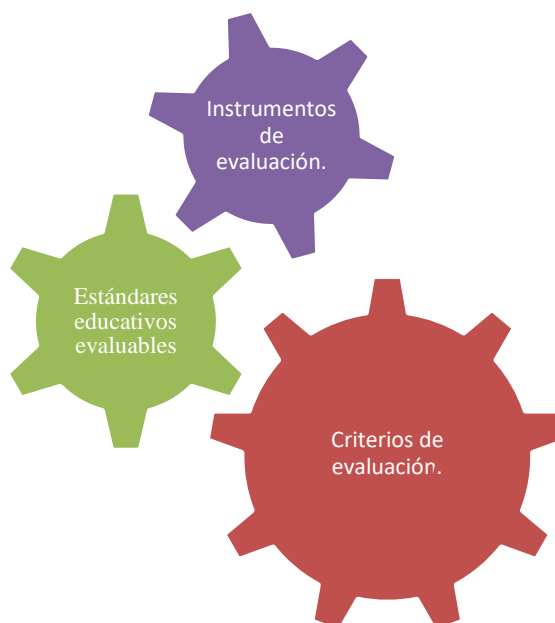 Instrumentos
de
evaluación.
Estándares
educativos
evaluables
Criterios de
evaluación.